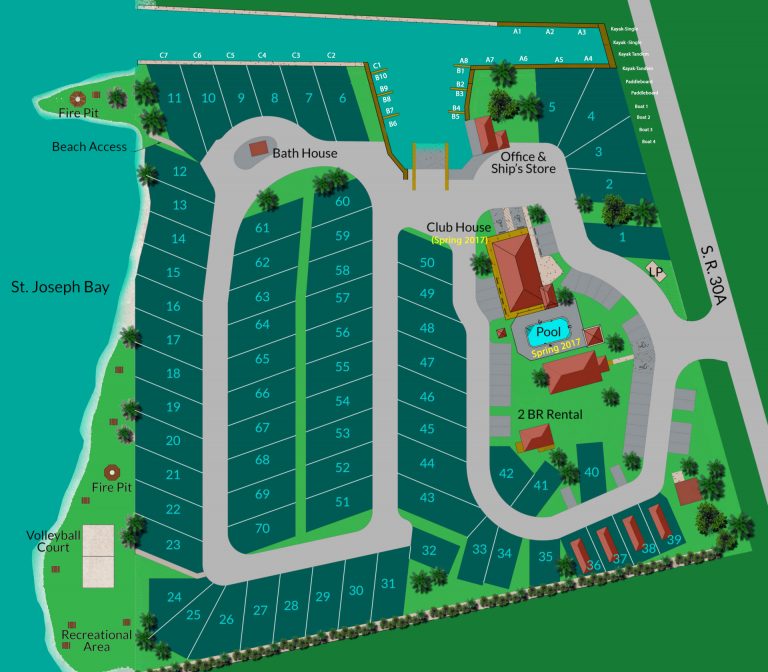 A1
A2
A3
Kayak-Single
Kayak -Single
Kayak Tandem
Kayak-Tandem
Paddleboard
Paddleboard
Boat 1
Boat 2
Boat 3
Boat 4
C7
C6
C5
C4
C3
C2
C1
B10
B9
B8
B7
B6
A8
B1
B2
B3
B4
B5
A7
A6
A5
A4
11
10
9
8
7
6
5
4
3
2
1
Fire Pit
Beach Access
Bath House
Office &
Ship's Store
12
13
14
15
16
17
18
19
20
21
22
23
St. Joseph Bay
61
62
63
64
65
66
67
68
69
70
60
59
58
57
56
55
54
53
52
51
50
49
48
47
46
45
44
43
Club House
(Spring 2017)
LP
S. R. 30A
Pool
Spring 2017
2 BR Rental
42
41
40
Fire Pit
Volleyball
Court
Recreational
Area
24
25
26
27
28
29
30
31
32
33
34
35
36
37
38
39